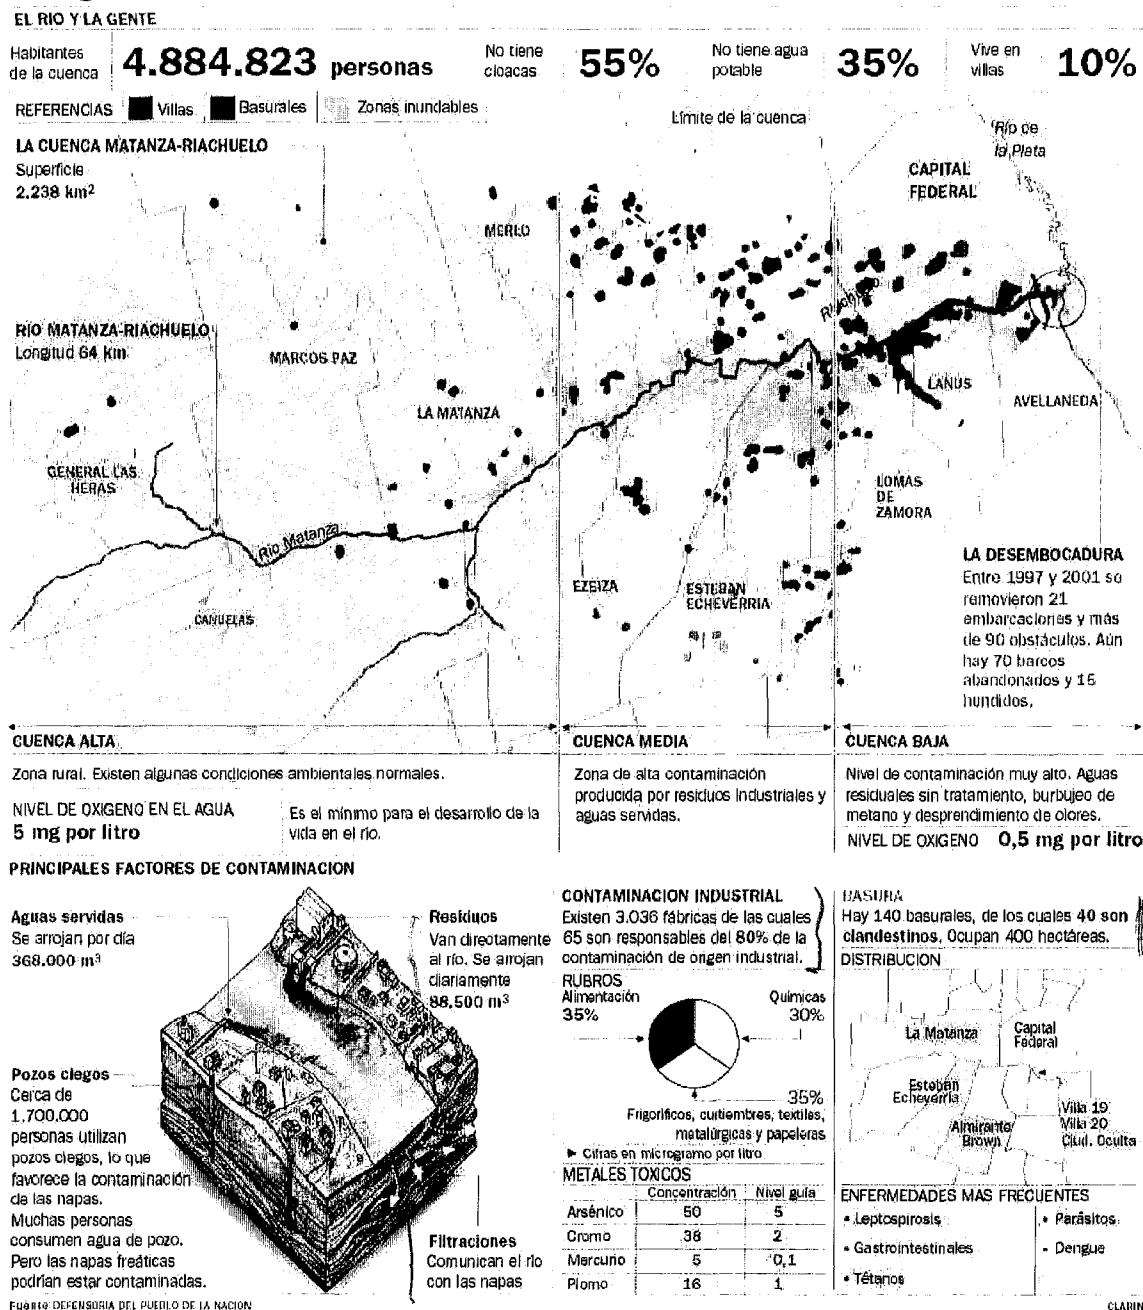 EL RIO Y LA GENTE
Habitantes
de la cuenca
4.884.823 personas
No tiene
cloacas
55%
No tiene agua
potable
35%
Vive en
villas
10%
REFERENCIAS
Villas
Basurales
Zonas inundables
Límite de la cuenca
Río de
la Plata
LA CUENCA MATANZA-RIACHUELO
Superficie
2.238 km²
CAPITAL
FEDERAL
MERLO
Riachuelo
RIO MATANZA-RIACHUELO
Longitud 64 km
MARCOS PAZ
LA MATANZA
LANUS
AVELLANEDA
GENERAL LAS
HERAS
LOMAS
DE
ZAMORA
Río Matanza
CAÑUELAS
EZEIZA
ESTEBAN
ECHEVERRIA
LA DESEMBOCADURA
Entre 1997 y 2001 se
removieron 21
embarcaciones y más
de 90 obstáculos. Aún
hay 70 barcos
abandonados y 15
hundidos.
CUENCA ALTA
Zona rural. Existen algunas condiciones ambientales normales.
NIVEL DE OXIGENO EN EL AGUA
5 mg por litro
Es el mínimo para el desarrollo de la
vida en el río.
CUENCA MEDIA
Zona de alta contaminación
producida por residuos industriales y
aguas servidas.
CUENCA BAJA
Nivel de contaminación muy alto. Aguas
residuales sin tratamiento, burbujeo de
metano y desprendimiento de olores.
NIVEL DE OXIGENO 0,5 mg por litro
PRINCIPALES FACTORES DE CONTAMINACION
Aguas servidas
Se arrojan por día
368.000 m³
Residuos
Van directamente
al río. Se arrojan
diariamente
88.500 m³
Pozos ciegos
Cerca de
1.700.000
personas utilizan
pozos ciegos, lo que
favorece la contaminación
de las napas.
Muchas personas
consumen agua de pozo.
Pero las napas freáticas
podrían estar contaminadas.
Filtraciones
Comunican el río
con las napas
CONTAMINACION INDUSTRIAL
Existen 3.036 fábricas de las cuales
65 son responsables del 80% de la
contaminación de origen industrial.
RUBROS
Alimentación
35%
Químicas
30%
35%
Frigoríficos, curtiembres, textiles,
metalúrgicas y papeleras
► Cifras en microgramo por litro
METALES TOXICOS
Concentración Nivel guía
Arsénico 50 5
Cromo 38 2
Mercurio 5 0,1
Plomo 16 1
BASURA
Hay 140 basurales, de los cuales 40 son
clandestinos, Ocupan 400 hectáreas.
DISTRIBUCION
La Matanza
Capital
Federal
Esteban
Echeverría
Almirante
Brown
Villa 19
Villa 20
Ciud. Oculta
ENFERMEDADES MAS FRECUENTES
• Leptospirosis
• Gastrointestinales
• Tétanos
• Parásitos
• Dengue
Fuente DEFENSORIA DEL PUEBLO DE LA NACION
CLARIN